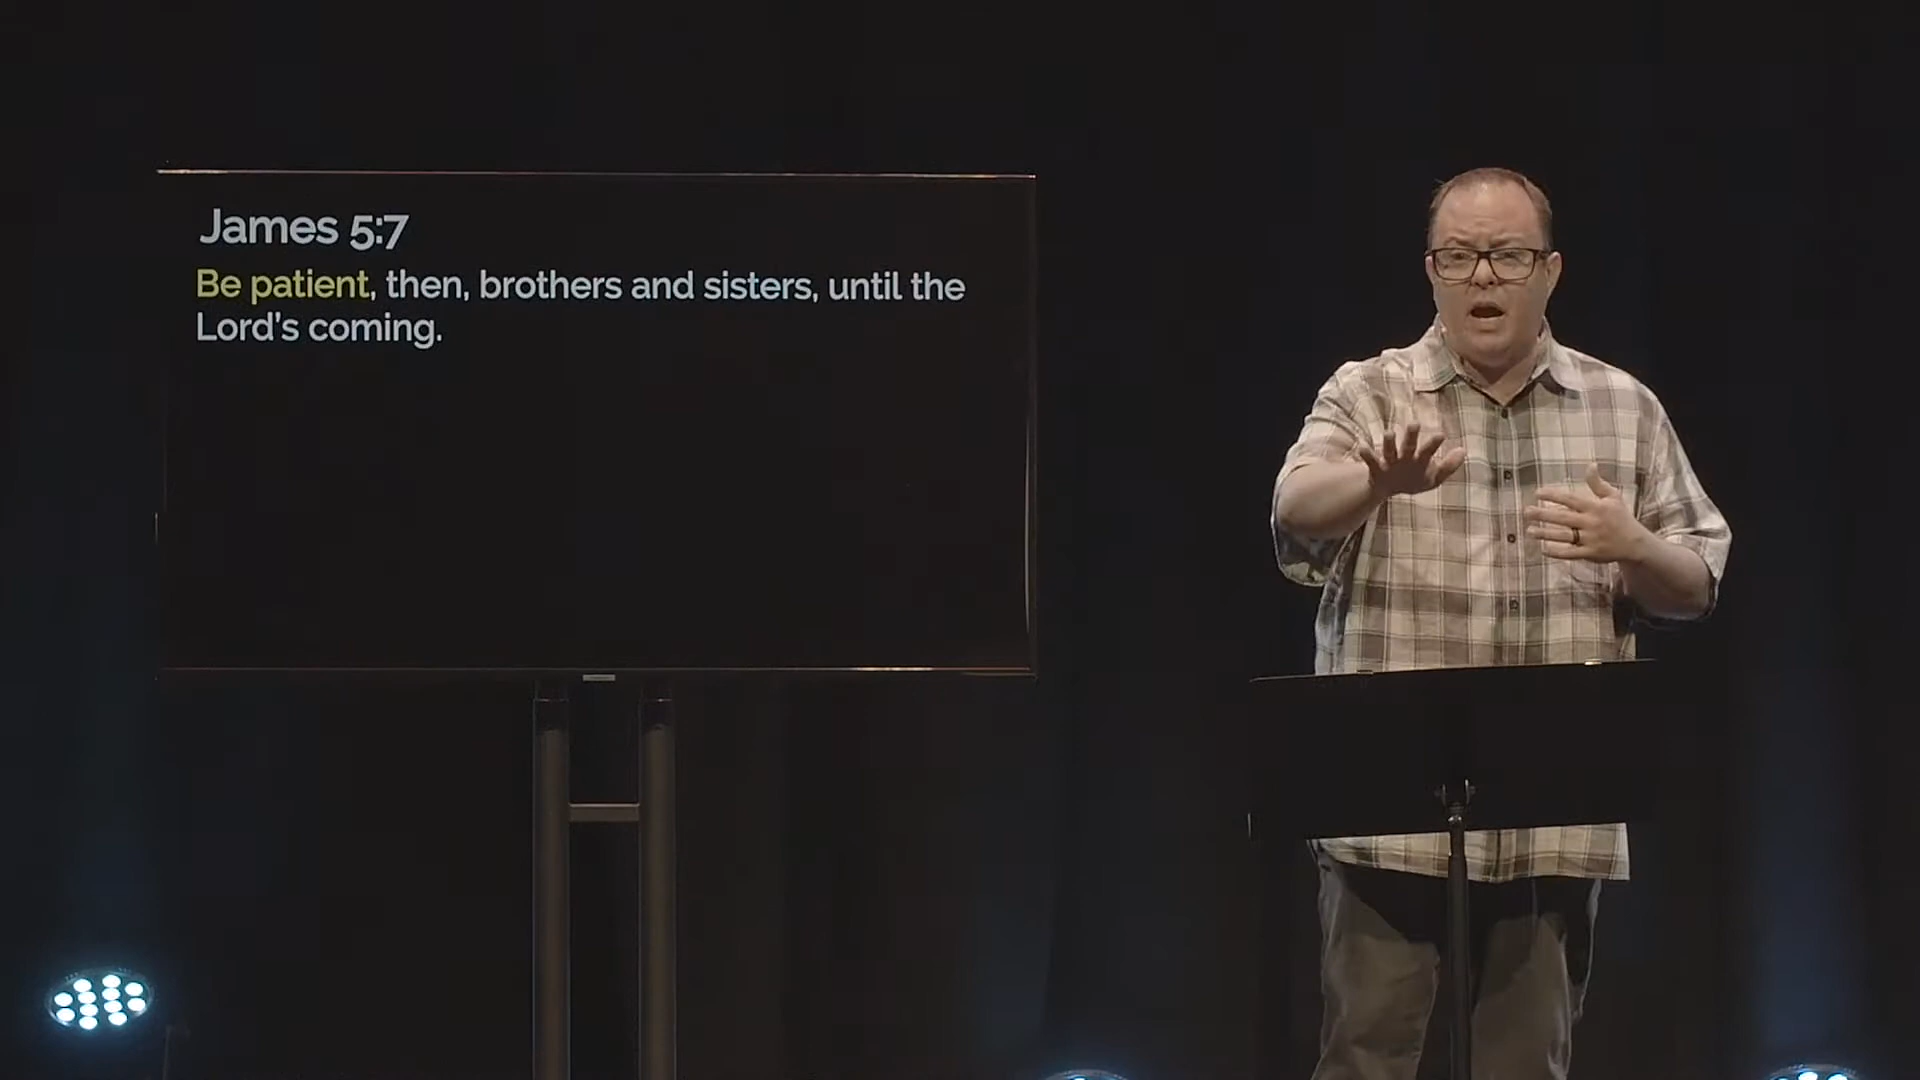 James 5:7
Be patient, then, brothers and sisters, until the
Lord’s coming.